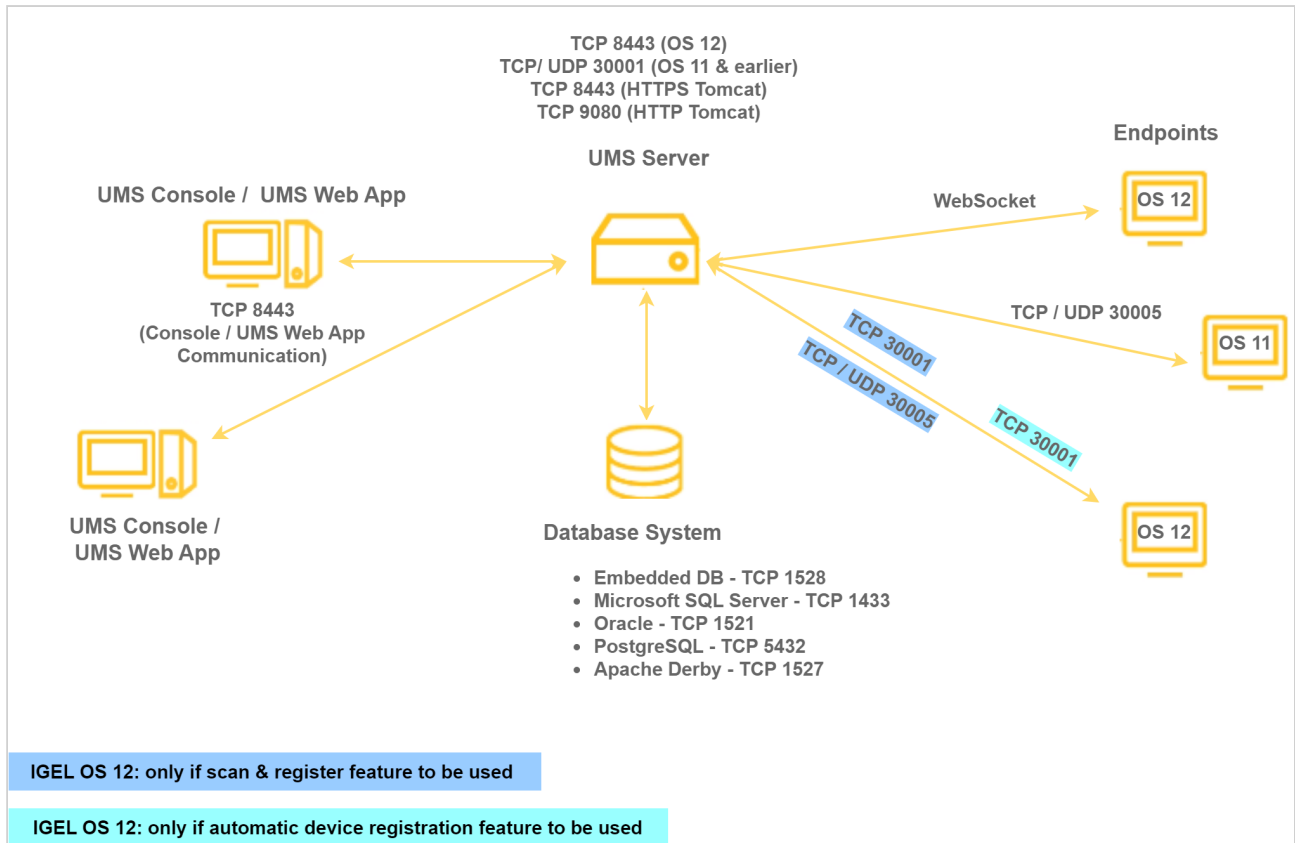 TCP 8443 (OS 12)
TCP/ UDP 30001 (OS 11 & earlier)
TCP 8443 (HTTPS Tomcat)
TCP 9080 (HTTP Tomcat)
UMS Server
Endpoints
UMS Console / UMS Web App
WebSocket
OS 12
TCP 8443
(Console / UMS Web App
Communication)
TCP / UDP 30005
OS 11
TCP 30001
TCP / UDP 30005
TCP 30001
OS 12
UMS Console /
UMS Web App
Database System
• Embedded DB - TCP 1528
• Microsoft SQL Server - TCP 1433
• Oracle - TCP 1521
• PostgreSQL - TCP 5432
• Apache Derby - TCP 1527
IGEL OS 12: only if scan & register feature to be used
IGEL OS 12: only if automatic device registration feature to be used